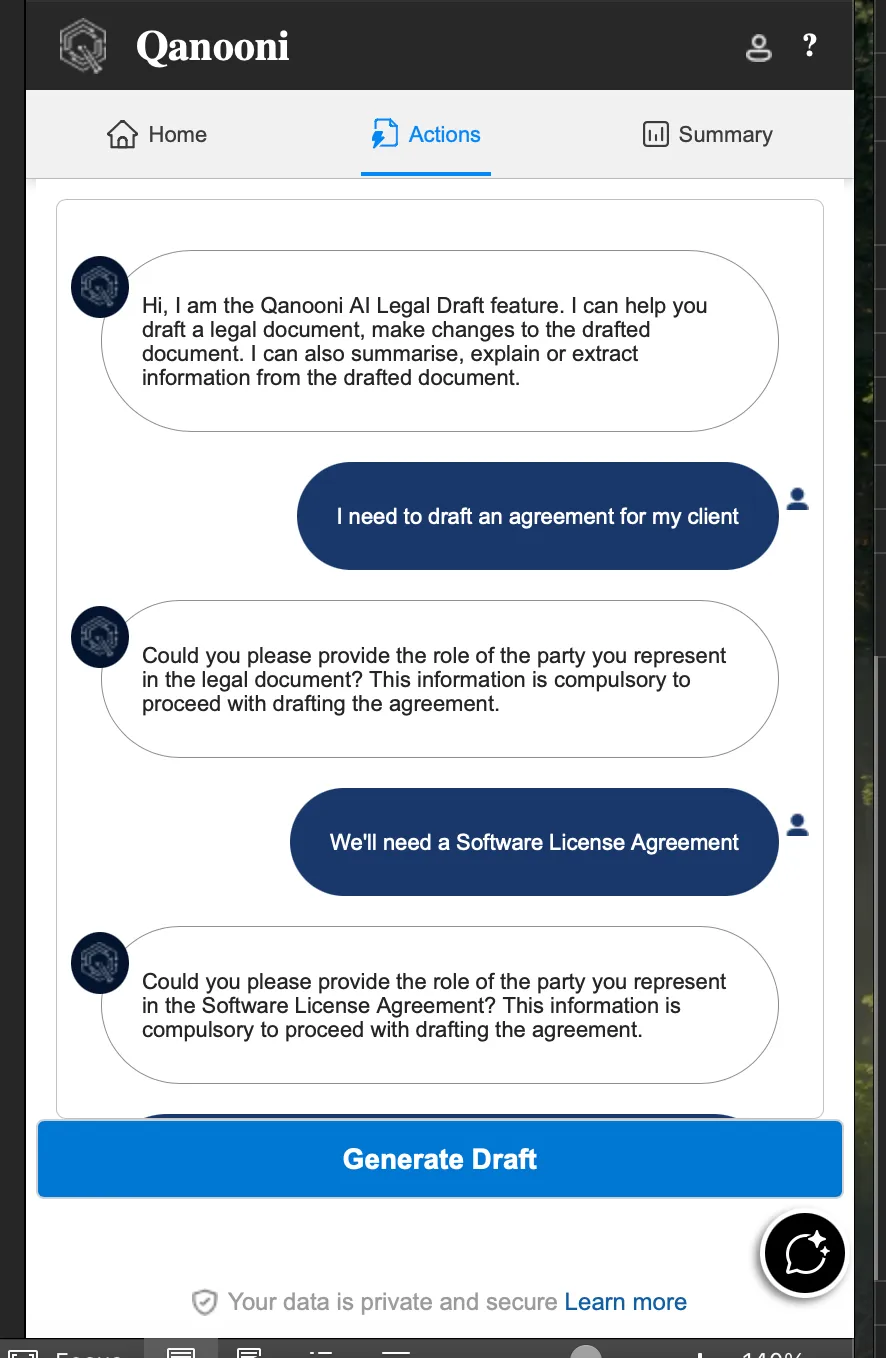 Qanooni
?
Home
Actions
Summary
Hi, I am the Qanooni AI Legal Draft feature. I can help you
draft a legal document, make changes to the drafted
document. I can also summarise, explain or extract
information from the drafted document.
I need to draft an agreement for my client
Could you please provide the role of the party you represent
in the legal document? This information is compulsory to
proceed with drafting the agreement.
We'll need a Software License Agreement
Could you please provide the role of the party you represent
in the Software License Agreement? This information is
compulsory to proceed with drafting the agreement.
Generate Draft
Your data is private and secure Learn more